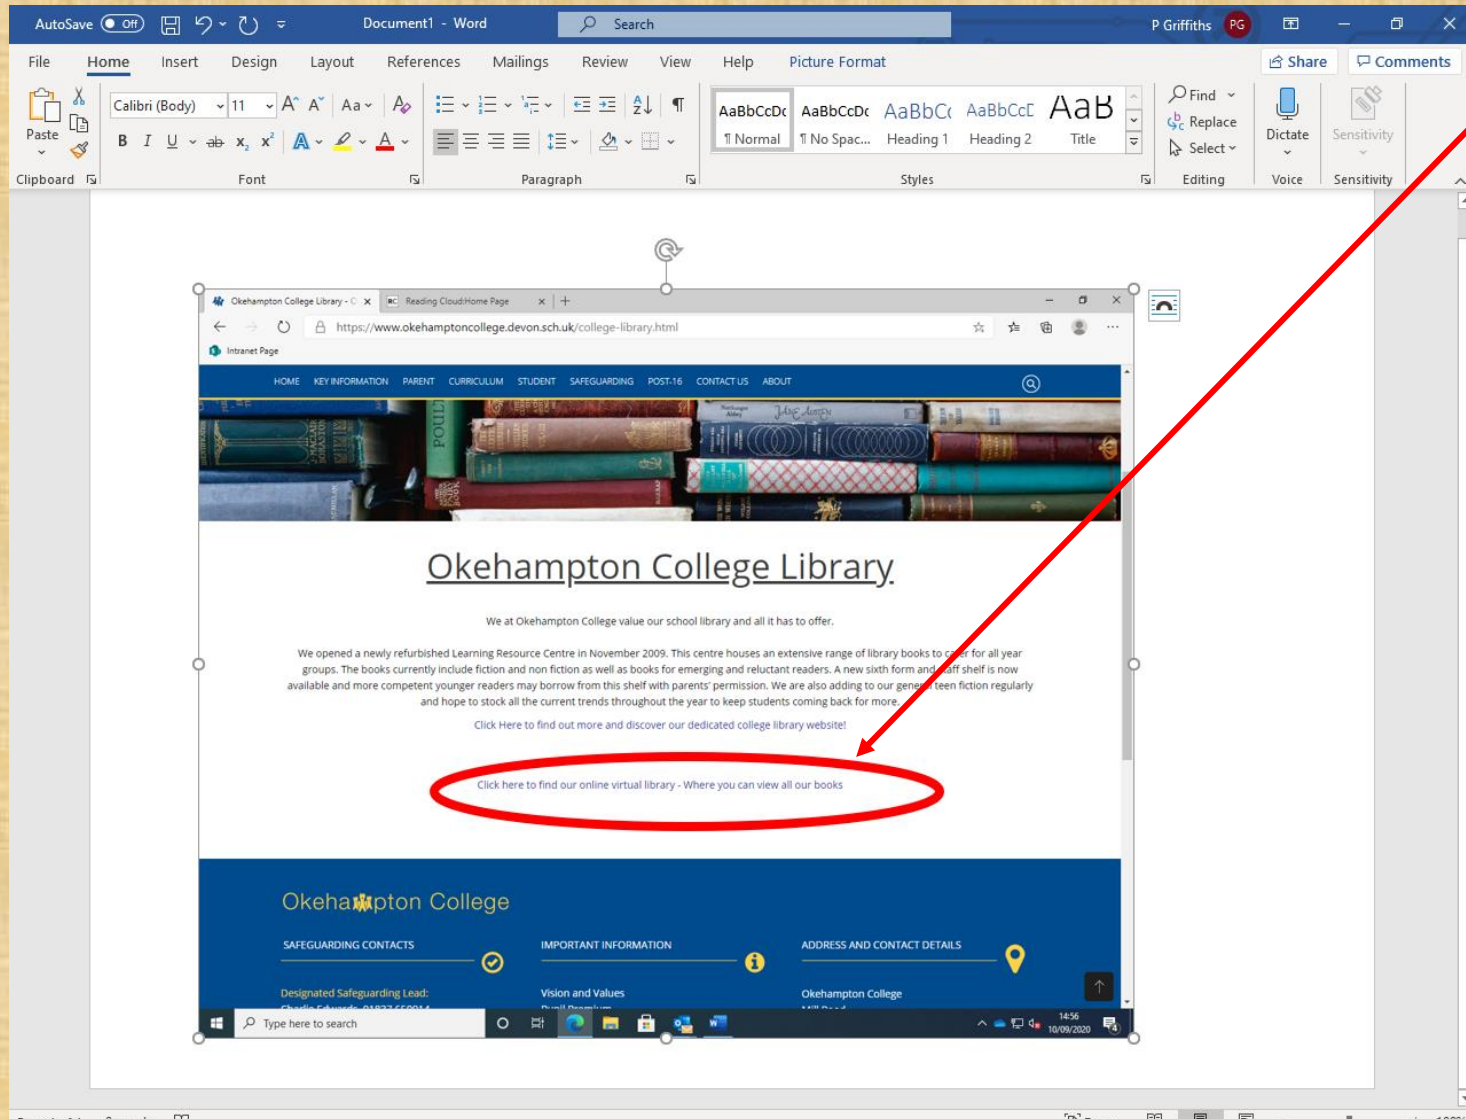 AutoSave Off Document1 - Word Search P Griffiths PG
File Home Insert Design Layout References Mailings Review View Help Picture Format Share Comments
Calibri (Body) 11 A A Aa A AaBbCcDc AaBbCcDc AaBbCc AaBbCcC AaB Find
Paste B I U ab x₂ x² A A Normal No Spac... Heading 1 Heading 2 Title Replace Dictate Sensitivity
Select
Clipboard Font Paragraph Styles Editing Voice Sensitivity
Okehampton College Library - RC Reading Cloud:Home Page
https://www.okehamptoncollege.devon.sch.uk/college-library.html
Intranet Page
HOME KEY INFORMATION PARENT CURRICULUM STUDENT SAFEGUARDING POST-16 CONTACT US ABOUT
JANE AUSTEN
Okehampton College Library
We at Okehampton College value our school library and all it has to offer.
We opened a newly refurbished Learning Resource Centre in November 2009. This centre houses an extensive range of library books to cater for all year
groups. The books currently include fiction and non fiction as well as books for emerging and reluctant readers. A new sixth form and staff shelf is now
available and more competent younger readers may borrow from this shelf with parents' permission. We are also adding to our general teen fiction regularly
and hope to stock all the current trends throughout the year to keep students coming back for more.
Click Here to find out more and discover our dedicated college library website!
Click here to find our online virtual library - Where you can view all our books
Okehampton College
SAFEGUARDING CONTACTS IMPORTANT INFORMATION ADDRESS AND CONTACT DETAILS
Designated Safeguarding Lead: Vision and Values Okehampton College
Type here to search 14:56
10/09/2020